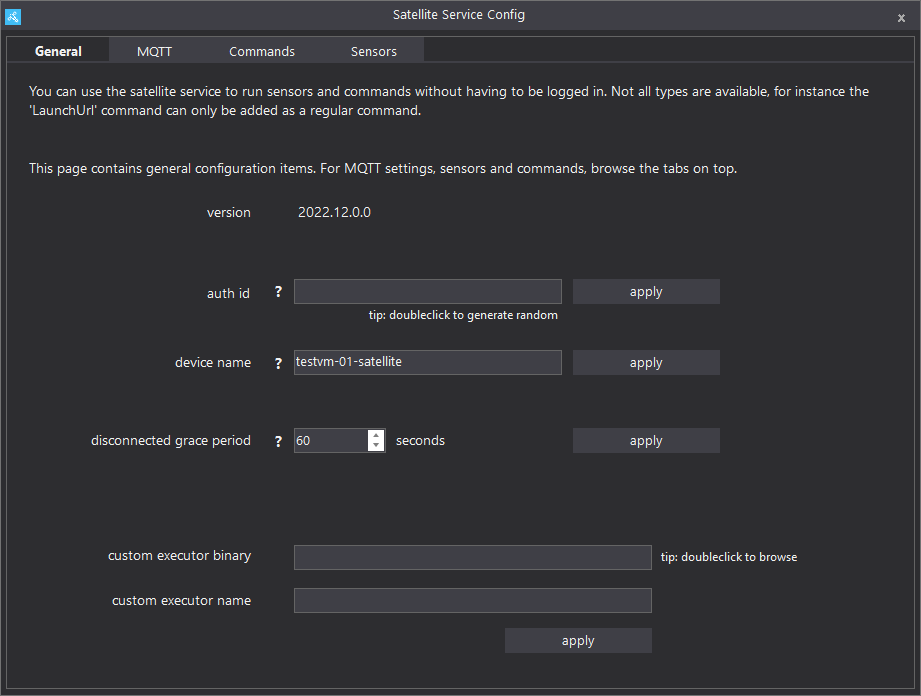 Satellite Service Config
x
General MQTT Commands Sensors
You can use the satellite service to run sensors and commands without having to be logged in. Not all types are available, for instance the
'LaunchUrl' command can only be added as a regular command.
This page contains general configuration items. For MQTT settings, sensors and commands, browse the tabs on top.
version 2022.12.0.0
auth id ? apply
tip: doubleclick to generate random
device name ? testvm-01-satellite apply
disconnected grace period ? 60 seconds apply
custom executor binary tip: doubleclick to browse
custom executor name
apply